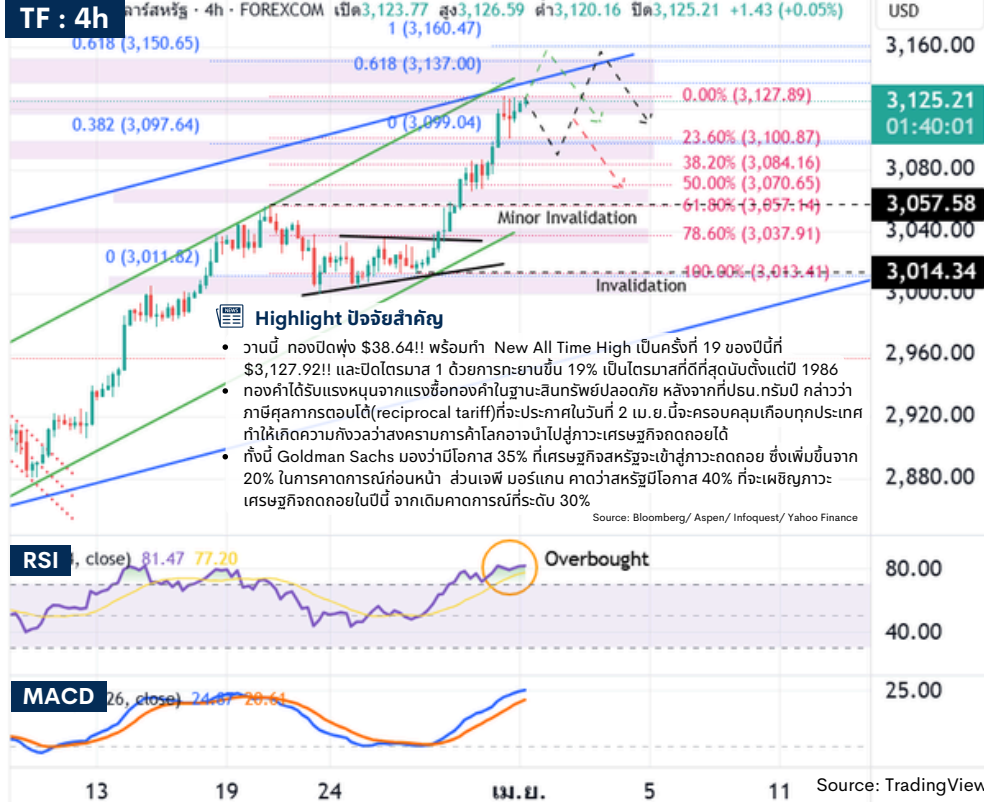 TF : 4h
ลาร์สหรัฐ · 4h · FOREXCOM เปิด3,123.77 สูง3,126.59 ต่ำ3,120.16 ปิด3,125.21 +1.43 (+0.05%)
USD
1 (3,160.47)
0.618 (3,150.65)
3,160.00
0.618 (3,137.00)
0.00% (3,127.89)
3,125.21
01:40:01
0.382 (3,097.64)
0 (3,099.04)
23.60% (3,100.87)
38.20% (3,084.16)
3,080.00
50.00% (3,070.65)
61.80% (3,057.14)
3,057.58
Minor Invalidation
78.60% (3,037.91)
3,040.00
0 (3,011.82)
100.00% (3,013.41)
3,014.34
Invalidation
3,000.00
NEWS
Highlight ปัจจัยสำคัญ
• วานนี้ ทองปิดพุ่ง $38.64!! พร้อมทำ New All Time High เป็นครั้งที่ 19 ของปีนี้ที่
$3,127.92!! และปิดไตรมาส 1 ด้วยการทะยานขึ้น 19% เป็นไตรมาสที่ดีที่สุดนับตั้งแต่ปี 1986
• ทองคำได้รับแรงหนุนจากแรงซื้อทองคำในฐานะสินทรัพย์ปลอดภัย หลังจากที่ปธน.ทรัมป์ กล่าวว่า
ภาษีศุลกากรตอบโต้(reciprocal tariff)ที่จะประกาศในวันที่ 2 เม.ย.นี้จะครอบคลุมเกือบทุกประเทศ
ทำให้เกิดความกังวลว่าสงครามการค้าโลกอาจนำไปสู่ภาวะเศรษฐกิจถดถอยได้
• ทั้งนี้ Goldman Sachs มองว่ามีโอกาส 35% ที่เศรษฐกิจสหรัฐจะเข้าสู่ภาวะถดถอย ซึ่งเพิ่มขึ้นจาก
20% ในการคาดการณ์ก่อนหน้า ส่วนเจพี มอร์แกน คาดว่าสหรัฐมีโอกาส 40% ที่จะเผชิญภาวะ
เศรษฐกิจถดถอยในปีนี้ จากเดิมคาดการณ์ที่ระดับ 30%
Source: Bloomberg/ Aspen/ Infoquest/ Yahoo Finance
2,960.00
2,920.00
2,880.00
RSI
, close) 81.47 77.20
Overbought
80.00
40.00
MACD
26, close) 24.87 20.61
25.00
13 19 24 เม.ย. 5 11
Source: TradingView